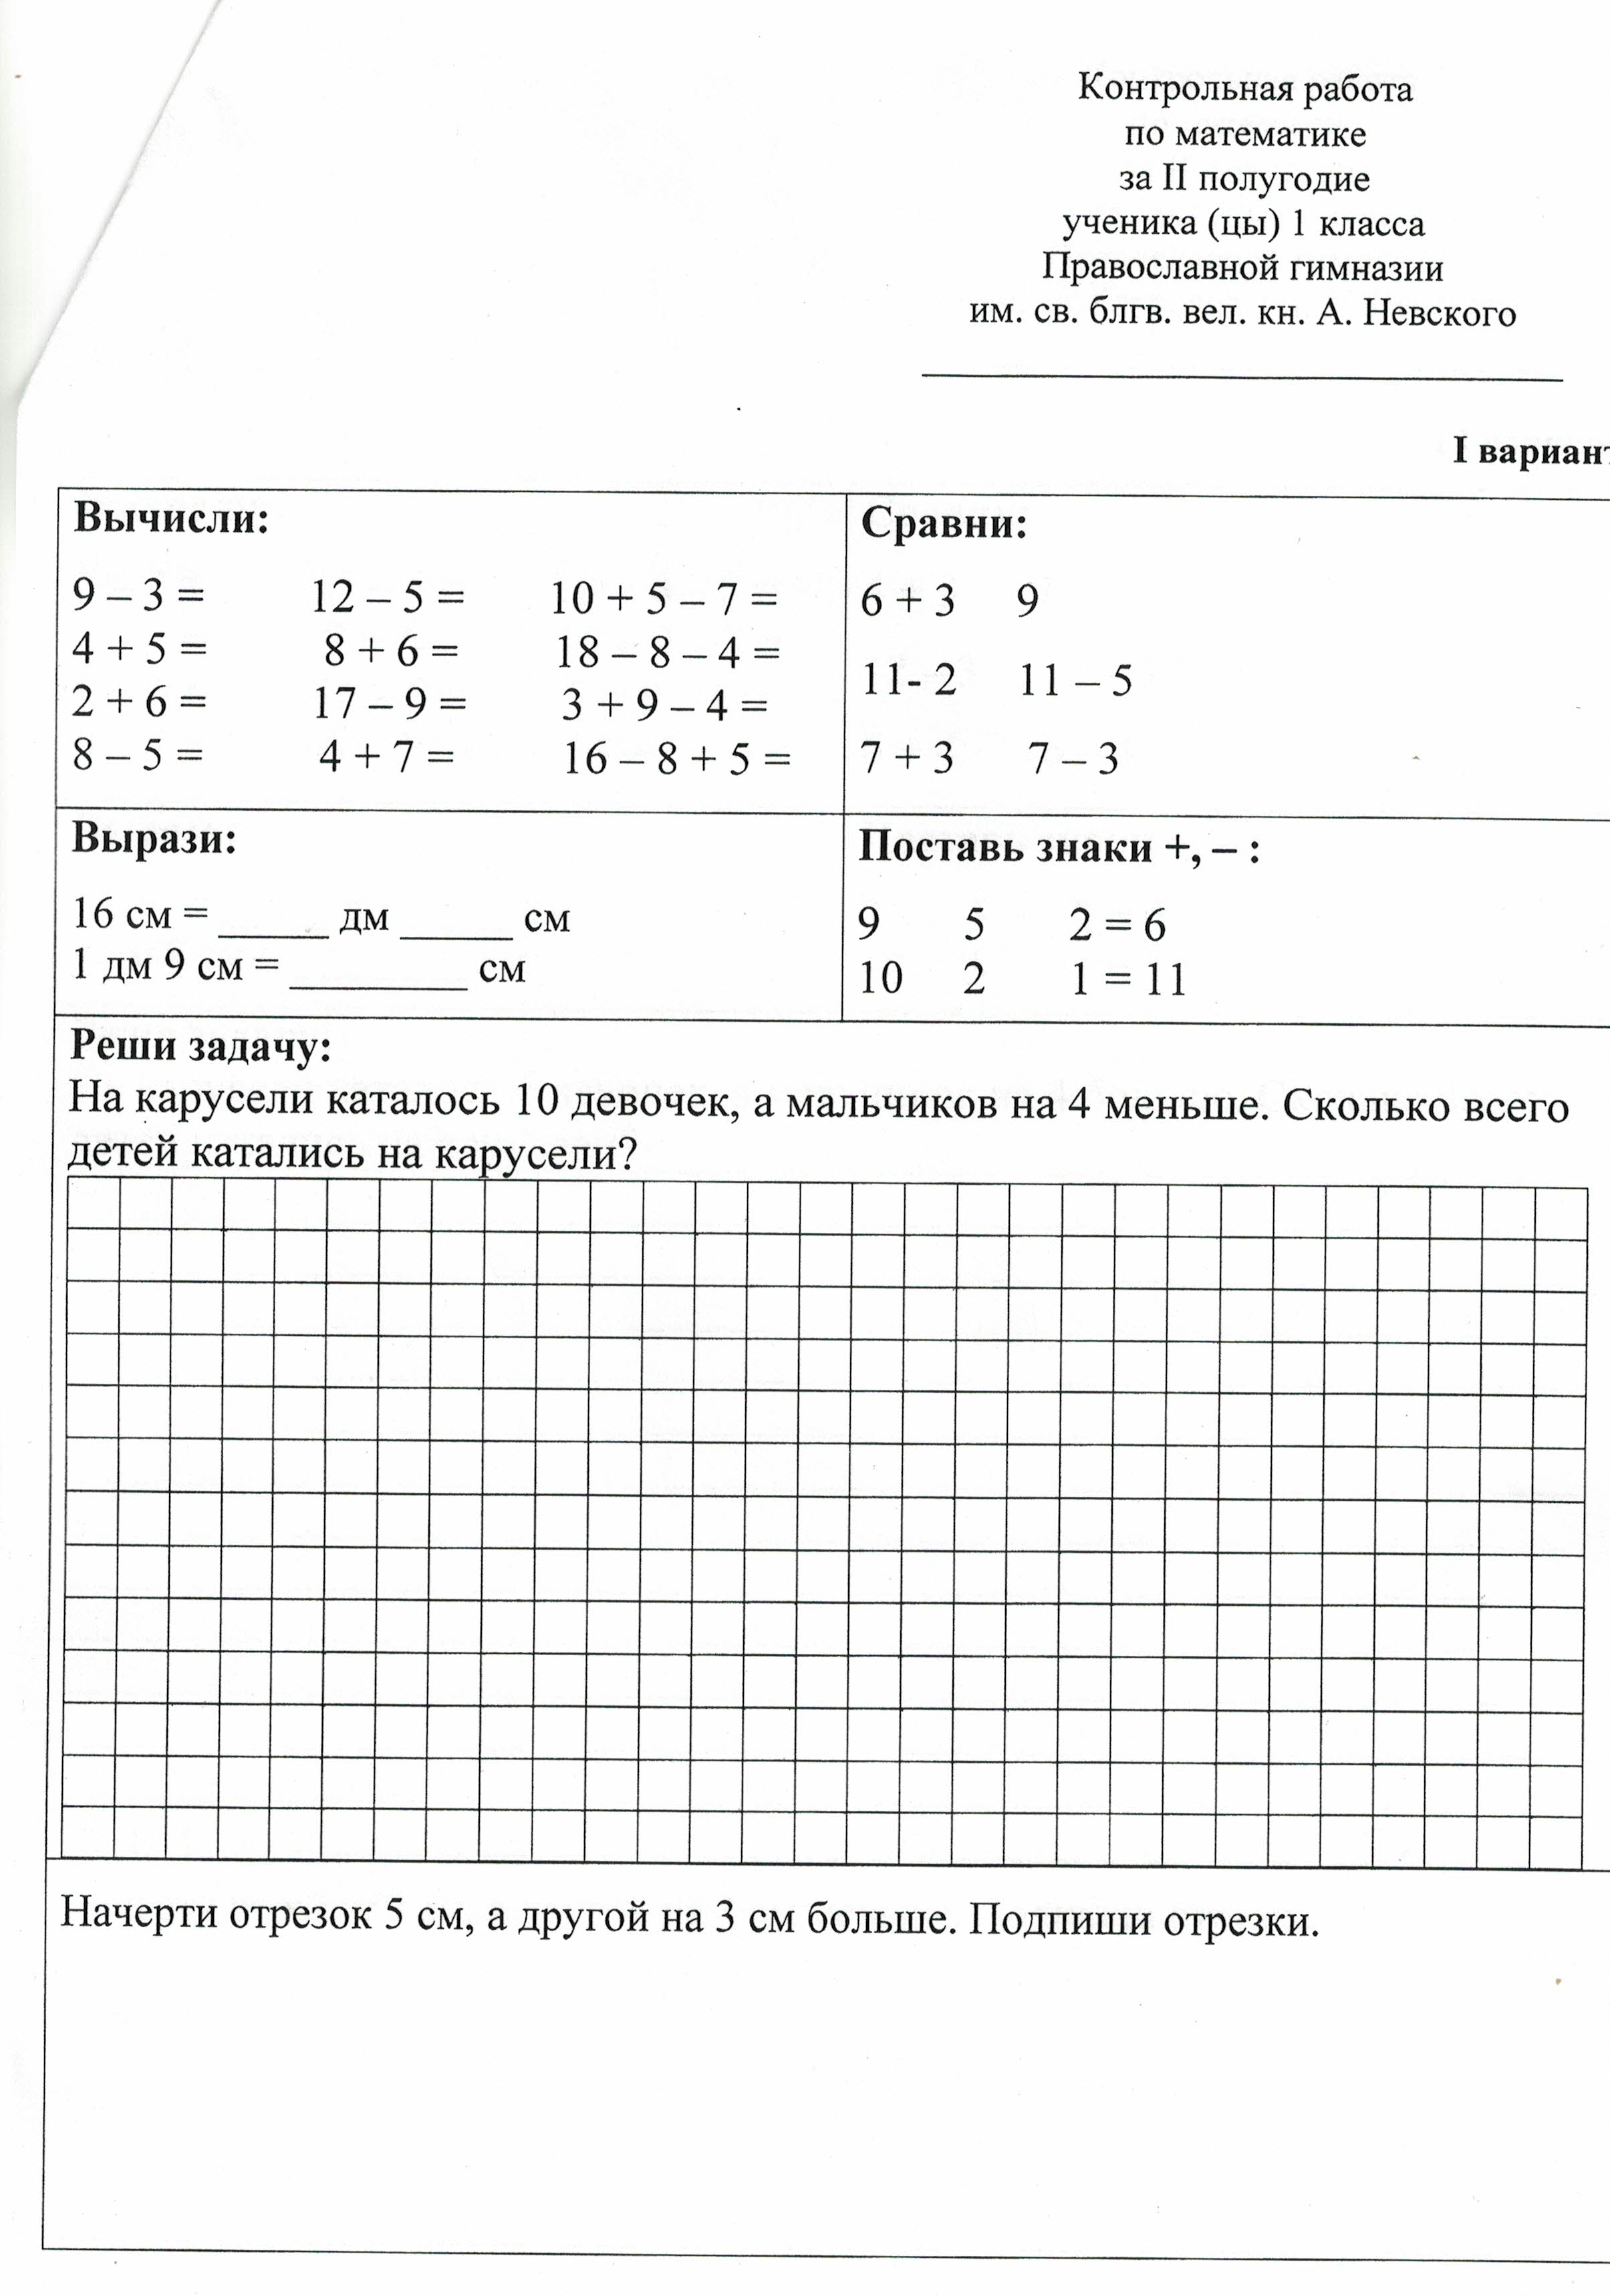 Контрольная работа
по математике
за II полугодие
ученика (цы) 1 класса
Православной гимназии
им. св. блгв. вел. кн. А. Невского
I вариант
Вычисли:
9 – 3 = 12 – 5 = 10 + 5 – 7 =
4 + 5 = 8 + 6 = 18 – 8 – 4 =
2 + 6 = 17 – 9 = 3 + 9 – 4 =
8 – 5 = 4 + 7 = 16 – 8 + 5 =
Сравни:
6 + 3 9
11- 2 11 – 5
7 + 3 7 – 3
Вырази:
16 см = _____ дм _____ см
1 дм 9 см = ________ см
Поставь знаки +, – :
9 5 2 = 6
10 2 1 = 11
Реши задачу:
На карусели каталось 10 девочек, а мальчиков на 4 меньше. Сколько всего
детей катались на карусели?
Начерти отрезок 5 см, а другой на 3 см больше. Подпиши отрезки.